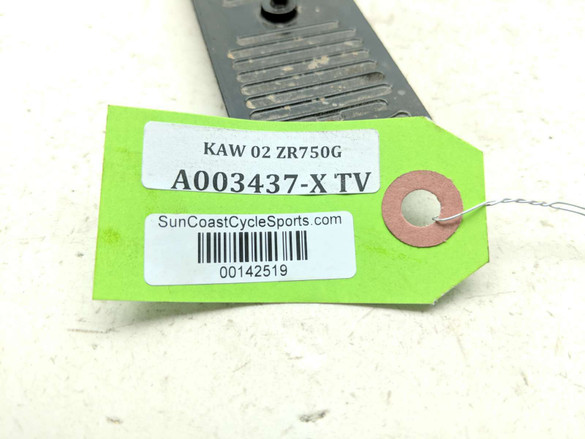 KAW 02 ZR750G
A003437-X TV
SunCoastCycleSports.com
00142519